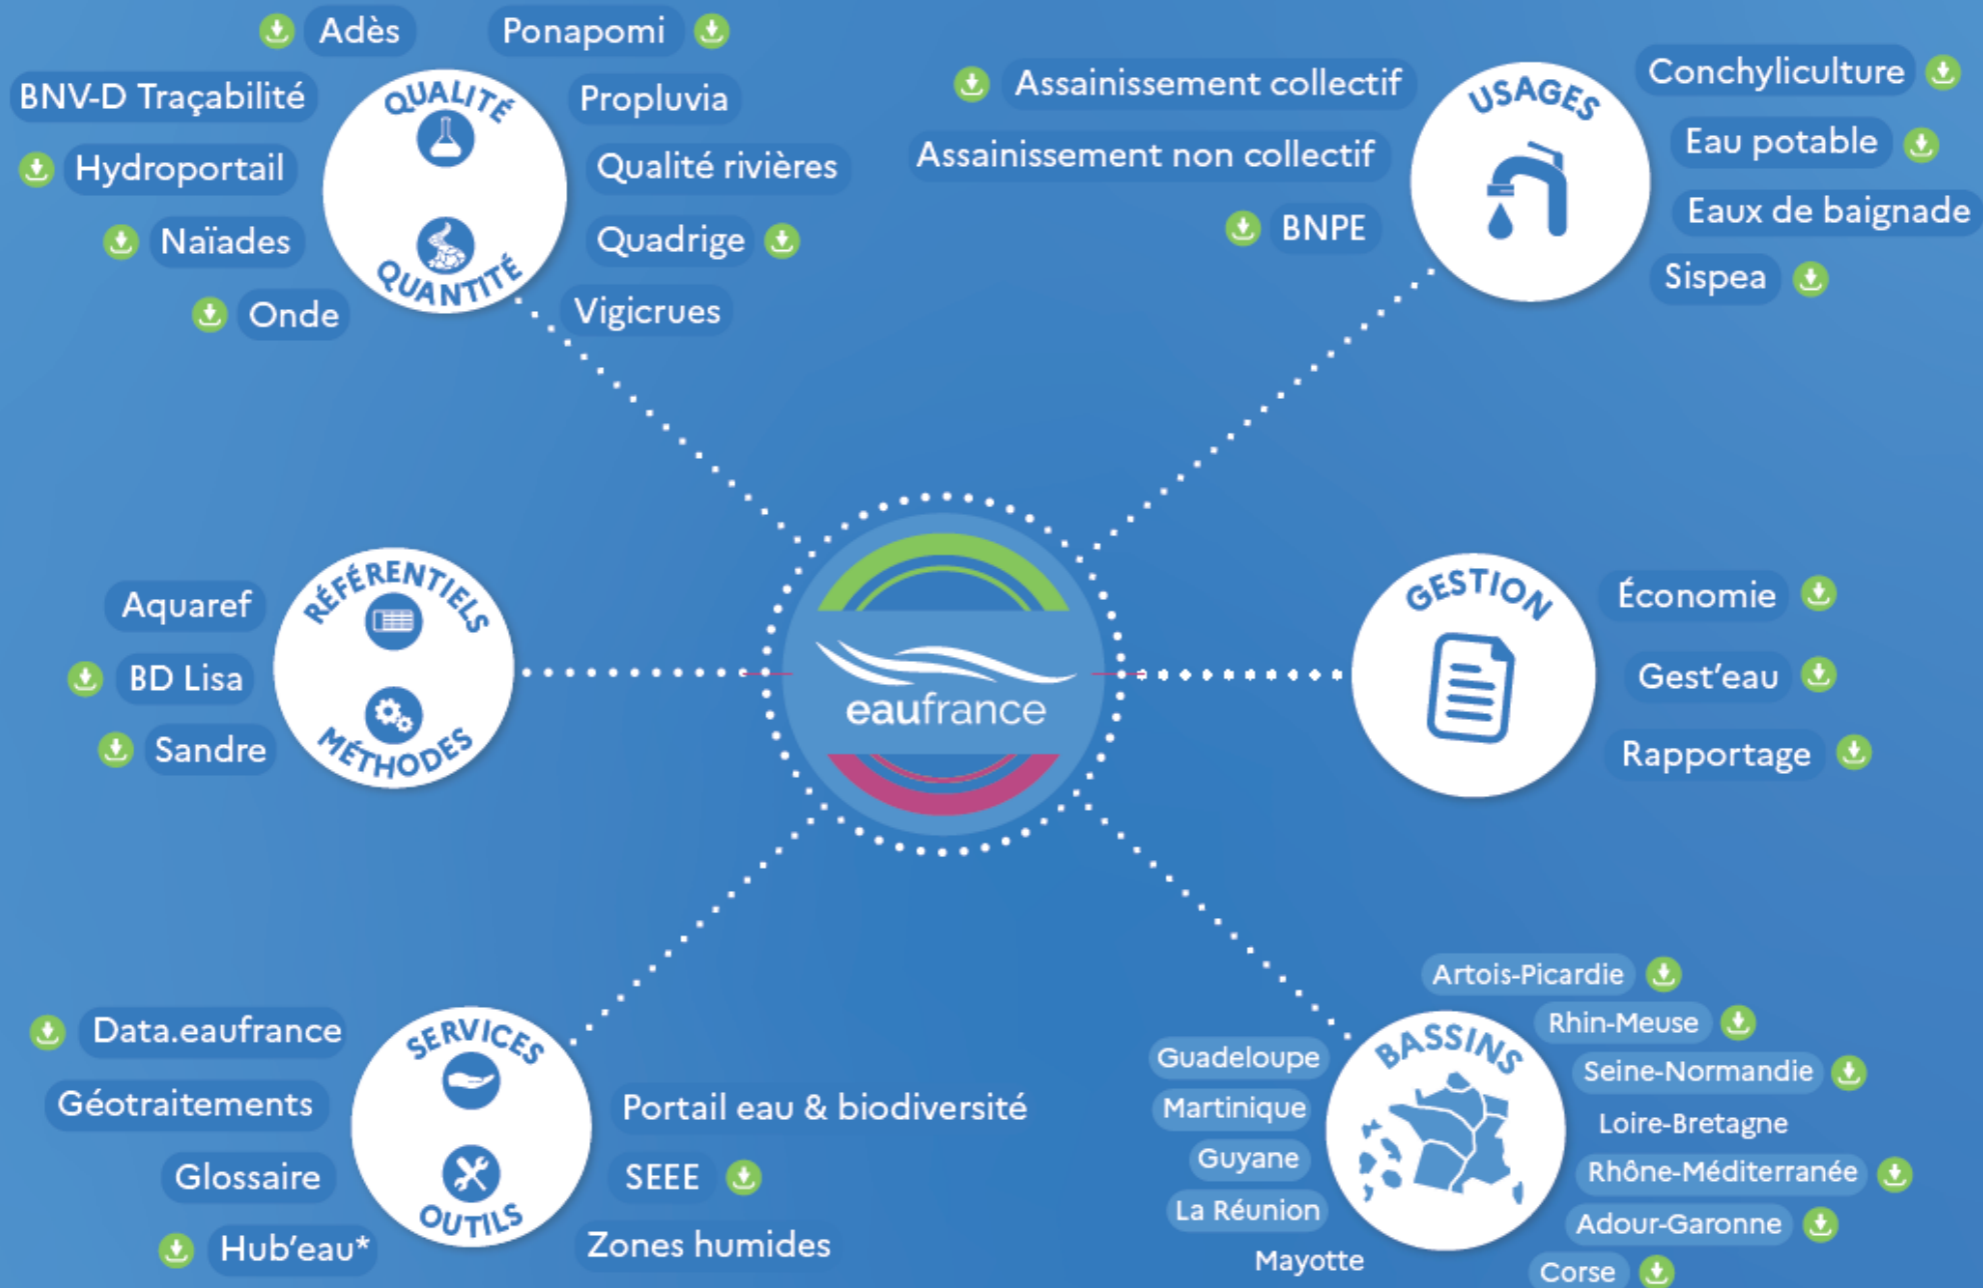 Adès
Ponapomi
BNV-D Traçabilité
Propluvia
Hydroportail
Qualité rivières
Naïades
Quadrige
Onde
Vigicrues
QUALITÉ
QUANTITÉ
Assainissement collectif
Assainissement non collectif
BNPE
USAGES
Conchyliculture
Eau potable
Eaux de baignade
Sispea
Aquaref
BD Lisa
Sandre
RÉFÉRENTIELS
MÉTHODES
eaufrance
GESTION
Économie
Gest'eau
Rapportage
Data.eaufrance
Géotraitements
Glossaire
Hub'eau*
SERVICES
OUTILS
Portail eau & biodiversité
SEEE
Zones humides
Guadeloupe
Martinique
Guyane
La Réunion
Mayotte
BASSINS
Artois-Picardie
Rhin-Meuse
Seine-Normandie
Loire-Bretagne
Rhône-Méditerranée
Adour-Garonne
Corse